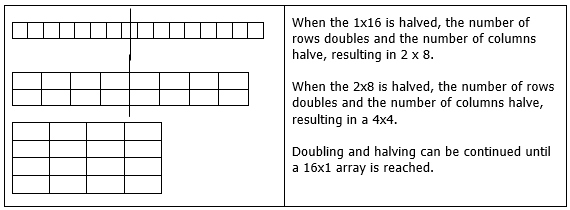 When the 1x16 is halved, the number of
rows doubles and the number of columns
halve, resulting in 2 x 8.
When the 2x8 is halved, the number of rows
doubles and the number of columns halve,
resulting in a 4x4.
Doubling and halving can be continued until
a 16x1 array is reached.